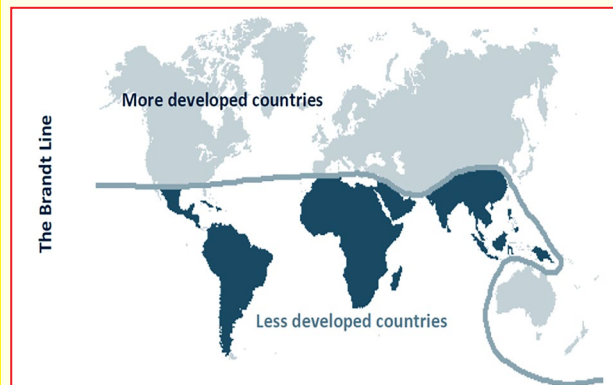 The Brandt Line
More developed countries
Less developed countries